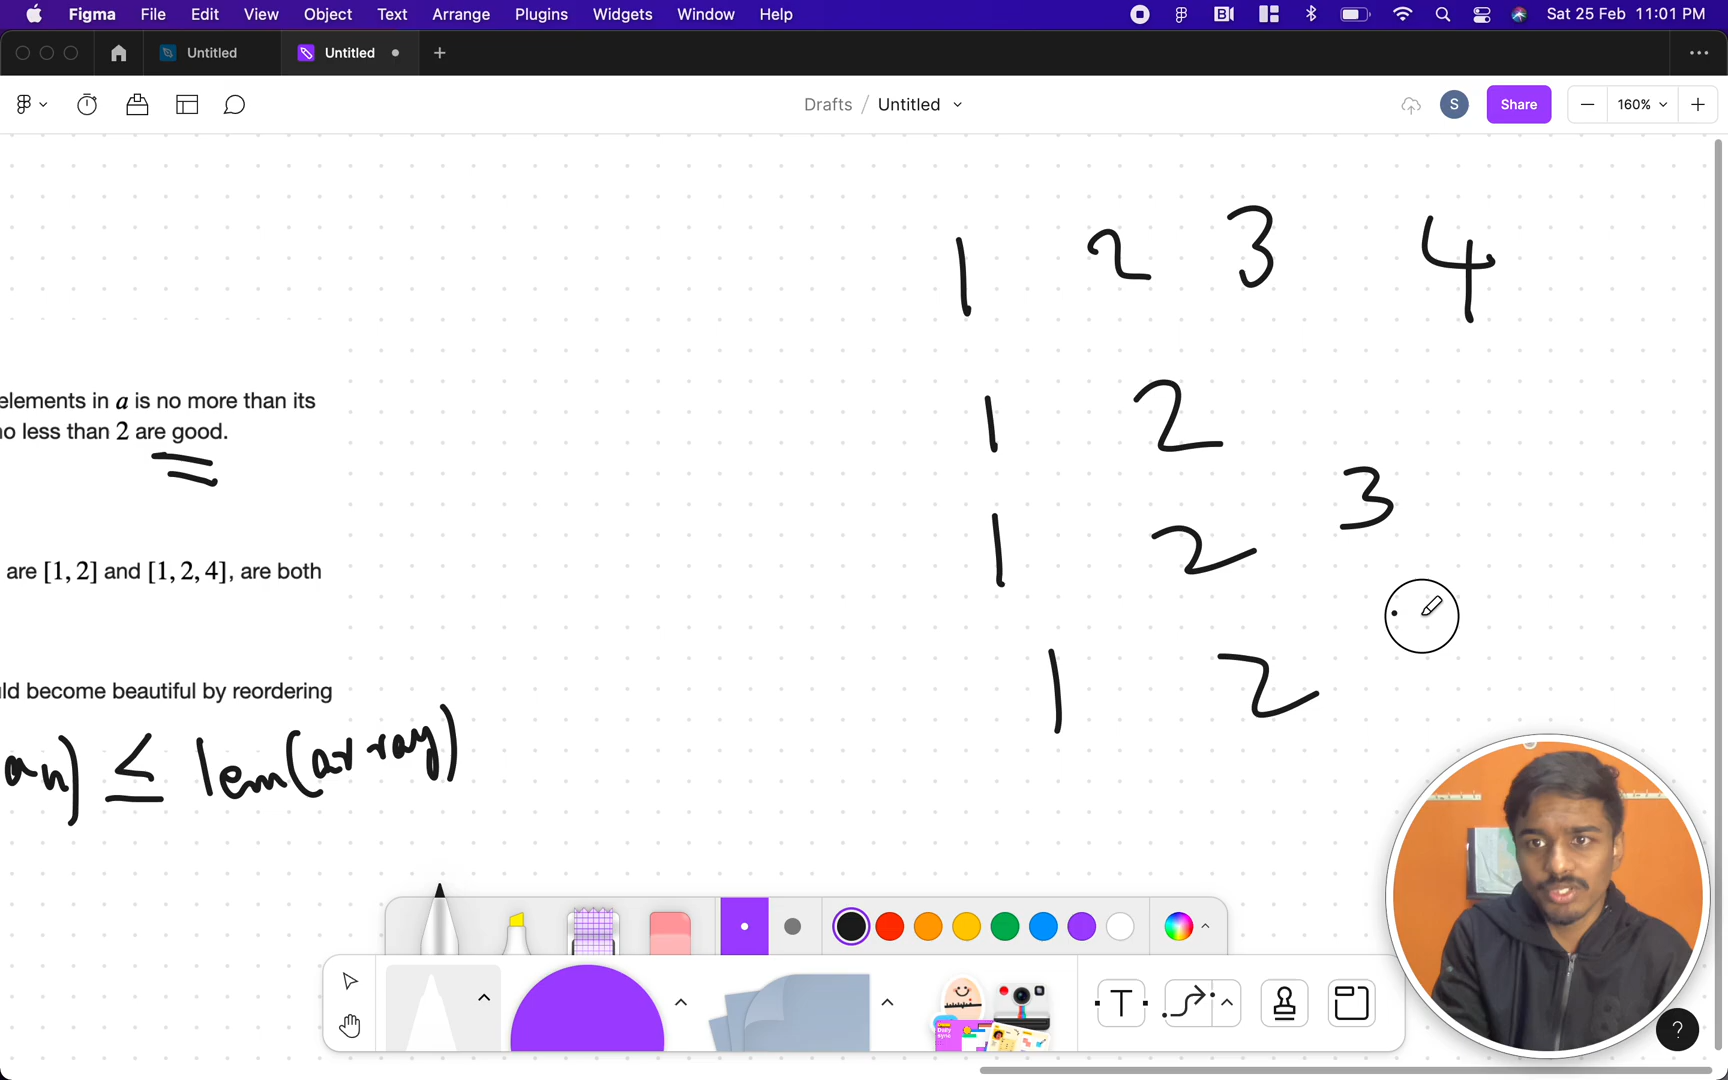 Figma File Edit View Object Text Arrange Plugins Widgets Window Help Sat 25 Feb 11:01 PM
Untitled Untitled
Drafts / Untitled S Share 160%
1 2 3 4
elements in a is no more than its
no less than 2 are good.
1 2
3
1 2
are [1, 2] and [1, 2, 4], are both
1 2
ld become beautiful by reordering
an) ≤ len(array)
T
?